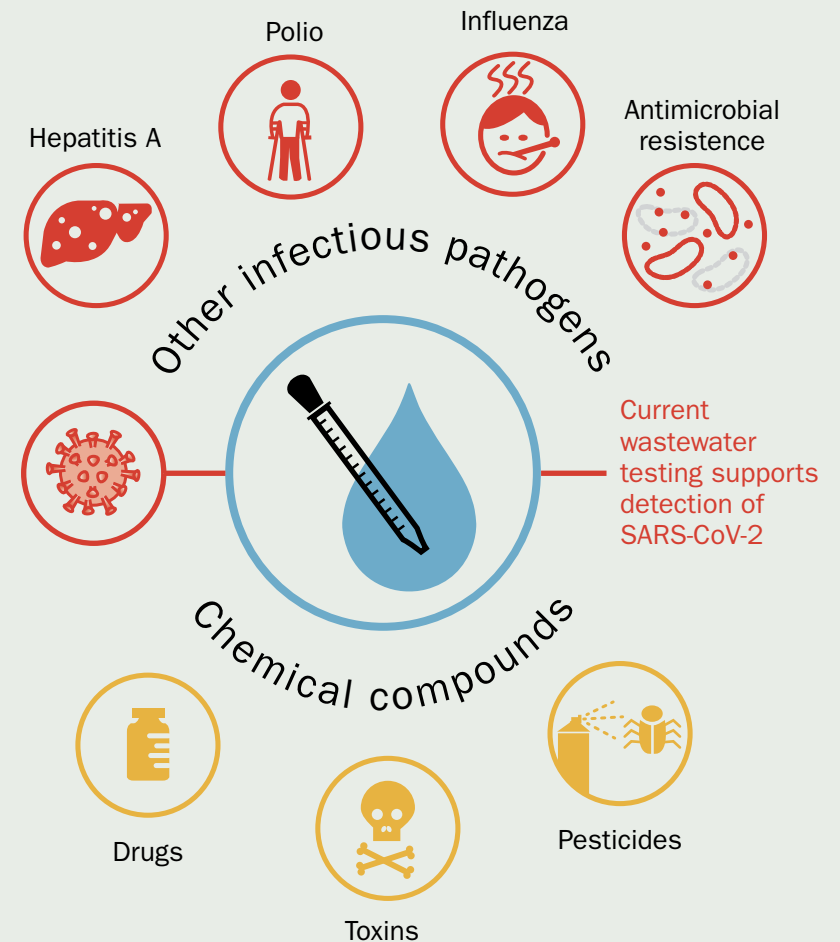 Polio
Influenza
Hepatitis A
Antimicrobial
resistence
Other infectious pathogens
Current
wastewater
testing supports
detection of
SARS-CoV-2
Chemical compounds
Drugs
Pesticides
Toxins